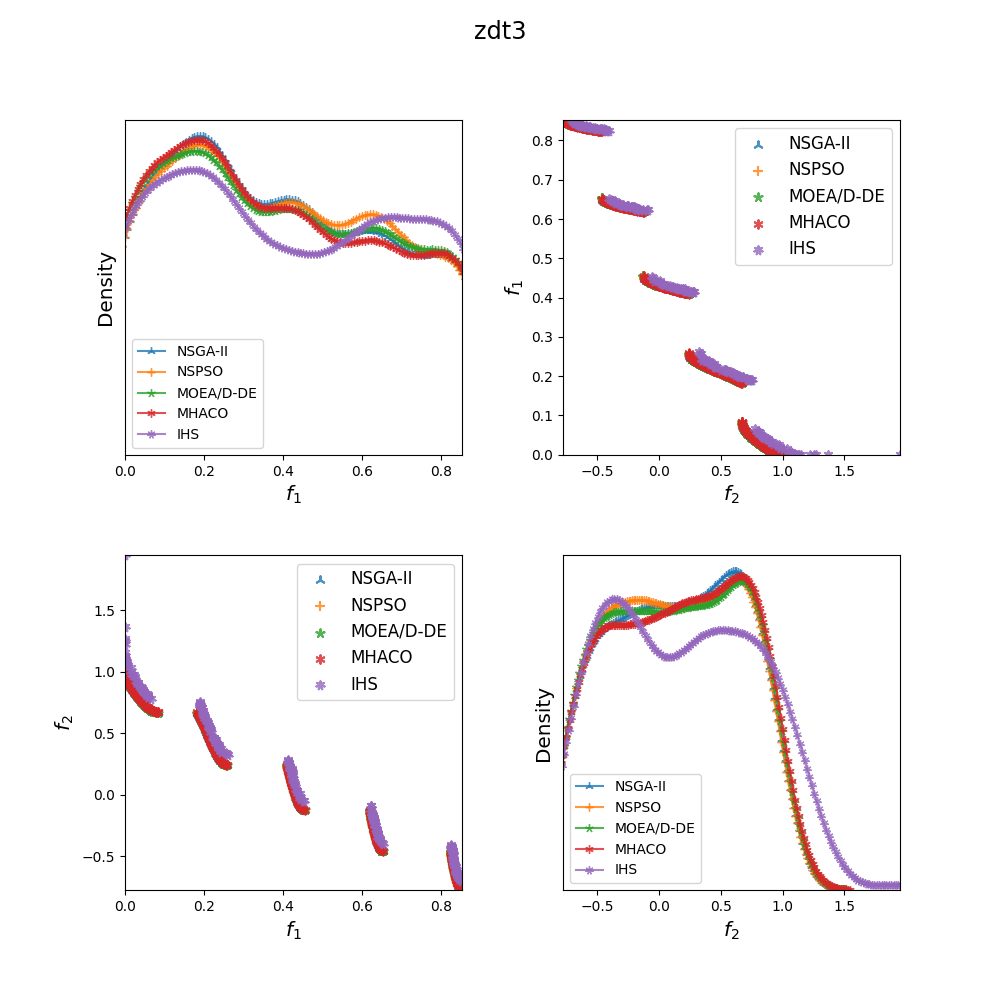 zdt3
Density
NSGA-II
NSPSO
MOEA/D-DE
MHACO
IHS
0.0 0.2 0.4 0.6 0.8
f1
f1
0.8
0.7
0.6
0.5
0.4
0.3
0.2
0.1
0.0
NSGA-II
NSPSO
MOEA/D-DE
MHACO
IHS
−0.5 0.0 0.5 1.0 1.5
f2
f2
1.5
1.0
0.5
0.0
−0.5
NSGA-II
NSPSO
MOEA/D-DE
MHACO
IHS
0.0 0.2 0.4 0.6 0.8
f1
Density
NSGA-II
NSPSO
MOEA/D-DE
MHACO
IHS
−0.5 0.0 0.5 1.0 1.5
f2